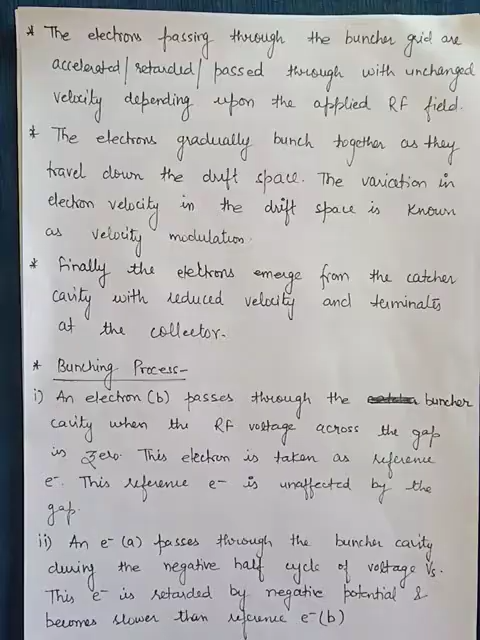 * The electrons passing through the buncher grid are
accelerated/retarded/passed through with unchanged
velocity depending upon the applied RF field.
* The electrons gradually bunch together as they
travel down the drift space. The variation in
electron velocity in the drift space is known
as velocity modulation.
* Finally the elektrons emerge from the catcher
cavity with reduced velocity and terminates
at the collector.
* Bunching Process-
i) An electron (b) passes through the buncher
cavity when the RF voltage across the gap
is zero. This electron is taken as reference
e-. This reference e- is unaffected by the
gap.
ii) An e- (a) passes through the buncher cavity
during the negative half cycle of voltage Vs.
This e- is retarded by negative potential &
becomes slower than reference e-(b)